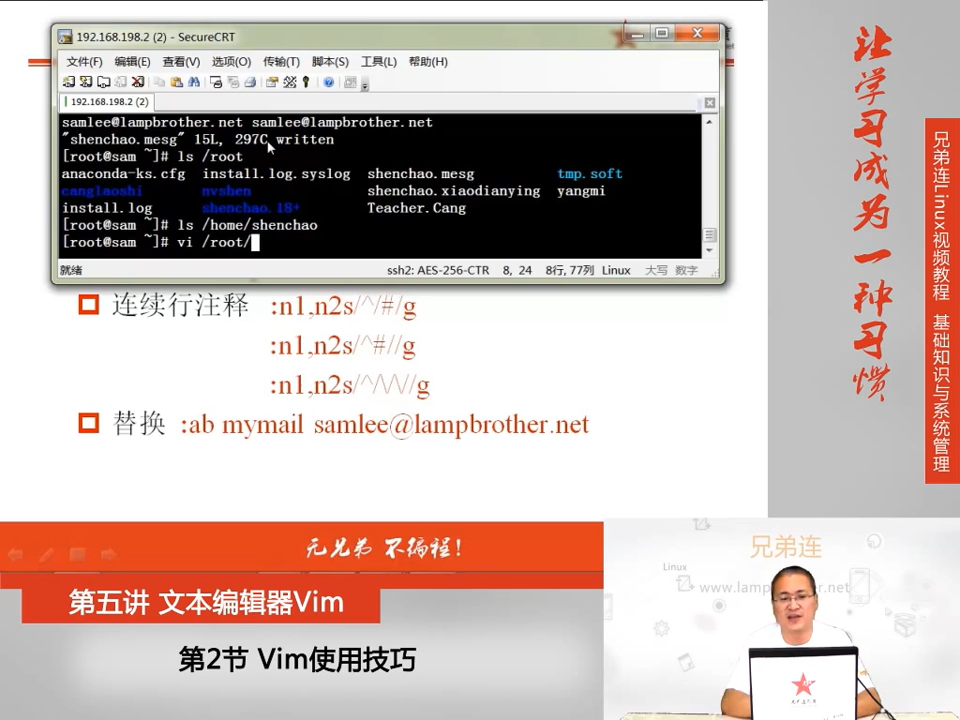 192.168.198.2 (2) - SecureCRT
文件(F) 编辑(E) 查看(V) 选项(O) 传输(T) 脚本(S) 工具(L) 帮助(H)
192.168.198.2 (2)
samlee@lampbrother.net samlee@lampbrother.net
"shenchao.mesg" 15L, 297C written
[root@sam ~]# ls /root
anaconda-ks.cfg install.log.syslog shenchao.mesg tmp.soft
canglaoshi nvshen shenchao.xiaodianying yangmi
install.log shenchao.18+ Teacher.Cang
[root@sam ~]# ls /home/shenchao
[root@sam ~]# vi /root/
就绪 ssh2: AES-256-CTR 8, 24 8行, 77列 Linux 大写 数字
连续行注释 :n1,n2s/^/#/g
:n1,n2s/^#//g
:n1,n2s/^/\/\//g
替换 :ab mymail samlee@lampbrother.net
让学习成为一种习惯
兄弟连Linux视频教程 基础知识与系统管理
无兄弟 不编程!
第五讲 文本编辑器Vim
第2节 Vim使用技巧
兄弟连
Linux